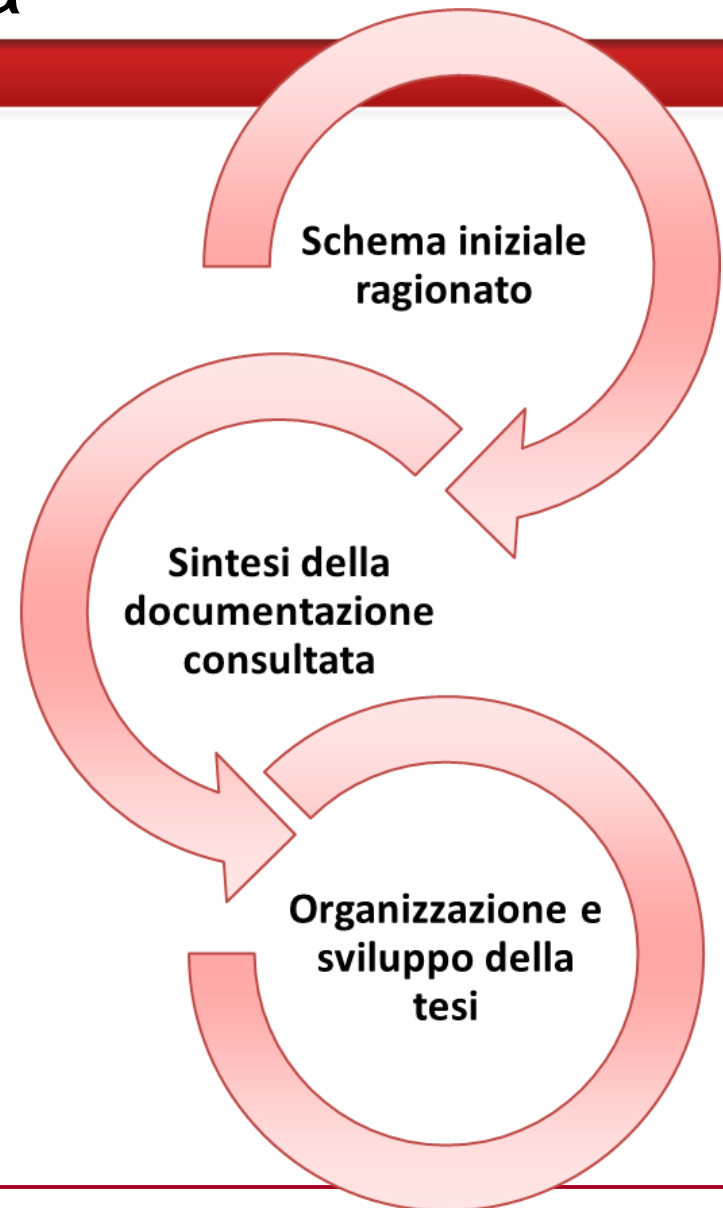 Schema iniziale
ragionato
Sintesi della
documentazione
consultata
Organizzazione e
sviluppo della
tesi